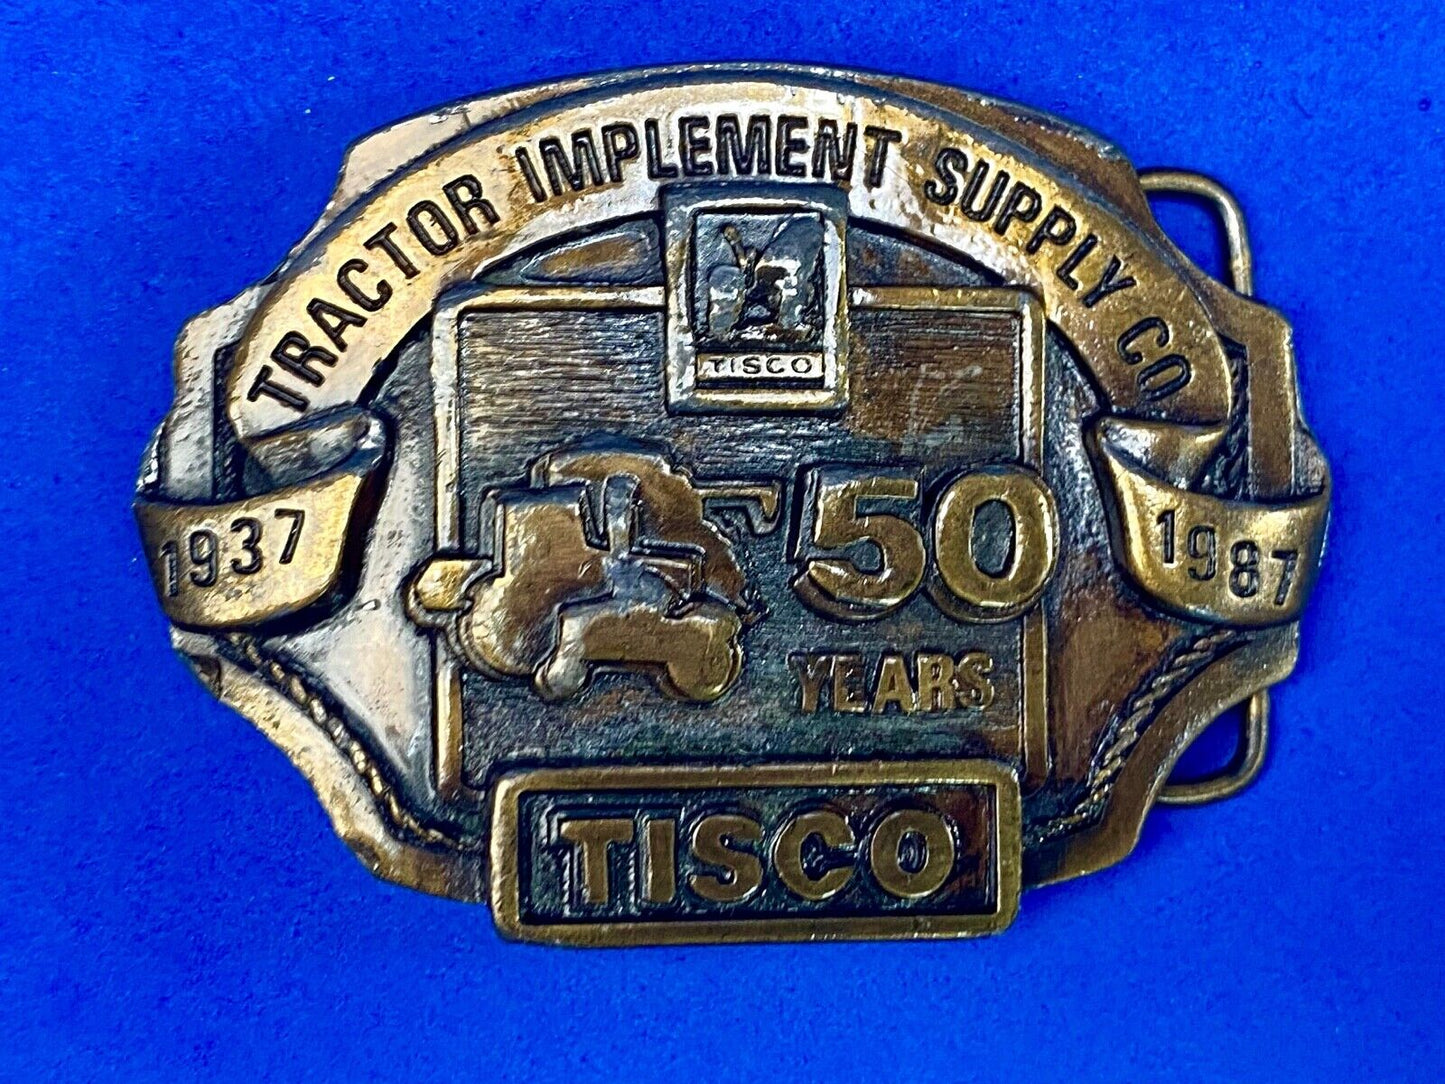 TRACTOR IMPLEMENT SUPPLY CO
TISCO
1937
1987
50
YEARS
TISCO